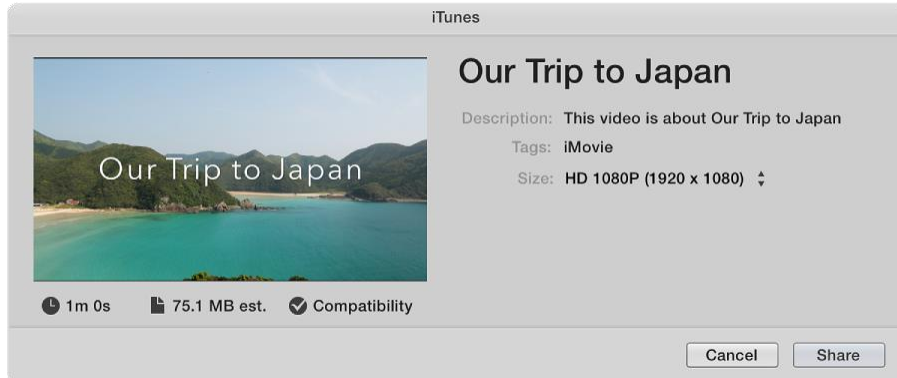 iTunes
Our Trip to Japan
Our Trip to Japan
Description: This video is about Our Trip to Japan
Tags: iMovie
Size: HD 1080P (1920 x 1080)
1m 0s 75.1 MB est. Compatibility
Cancel Share